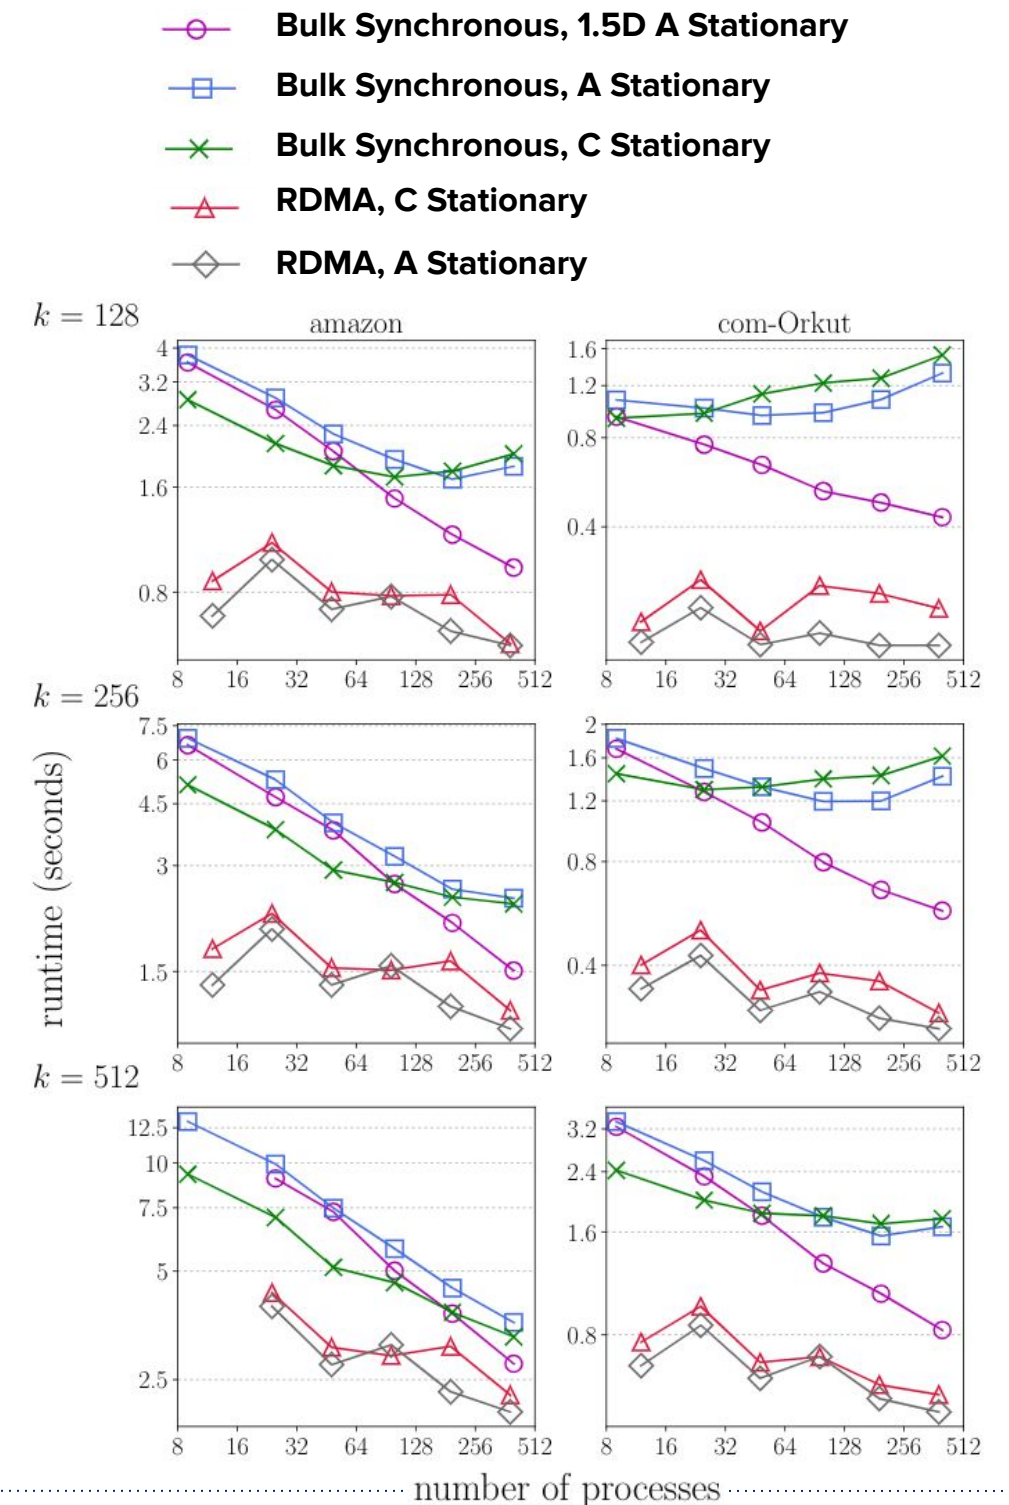 Bulk Synchronous, 1.5D A Stationary
Bulk Synchronous, A Stationary
Bulk Synchronous, C Stationary
RDMA, C Stationary
RDMA, A Stationary
k = 128
amazon
com-Orkut
4
3.2
2.4
1.6
0.8
8 16 32 64 128 256 512
1.6
1.2
0.8
0.4
8 16 32 64 128 256 512
k = 256
7.5
6
4.5
3
1.5
8 16 32 64 128 256 512
2
1.6
1.2
0.8
0.4
8 16 32 64 128 256 512
runtime (seconds)
k = 512
12.5
10
7.5
5
2.5
8 16 32 64 128 256 512
3.2
2.4
1.6
0.8
8 16 32 64 128 256 512
number of processes